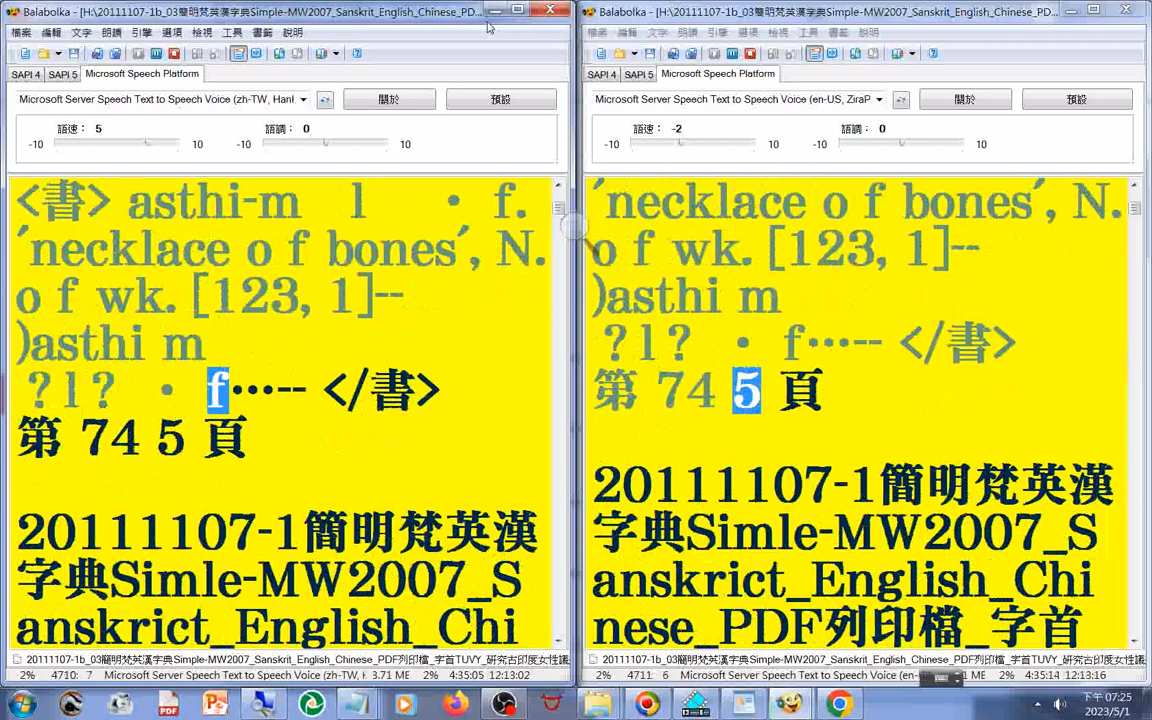 Balabolka - [H:\20111107-1b_03簡明梵英漢字典Simple-MW2007_Sanskrit_English_Chinese_PD...
檔案 編輯 文字 朗讀 引擎 選項 檢視 工具 書籤 說明
SAPI 4 SAPI 5 Microsoft Speech Platform
Microsoft Server Speech Text to Speech Voice (zh-TW, Hanl 關於 預設
語速： 5 語調： 0
-10 10 -10 10
<書> asthi-m l • f.
'necklace o f bones', N.
o f wk. [123, 1]--
)asthi m
?l? • f…-- </書>
第 74 5 頁
20111107-1簡明梵英漢
字典Simle-MW2007_S
anskrict_English_Chi
20111107-1b_03簡明梵英漢字典Simple-MW2007_Sanskrit_English_Chinese_PDF列印檔_字首TUVY_研究古印度女性議
2% 4710: 7 Microsoft Server Speech Text to Speech Voice (zh-TW, H 3.71 ME 2% 4:35:05 12:13:02
Balabolka - [H:\20111107-1b_03簡明梵英漢字典Simple-MW2007_Sanskrit_English_Chinese_PD...
檔案 編輯 文字 朗讀 引擎 選項 檢視 工具 書籤 說明
SAPI 4 SAPI 5 Microsoft Speech Platform
Microsoft Server Speech Text to Speech Voice (en-US, ZiraP 關於 預設
語速： -2 語調： 0
-10 10 -10 10
'necklace o f bones', N.
o f wk. [123, 1]--
)asthi m
?l? • f…-- </書>
第 74 5 頁
20111107-1簡明梵英漢
字典Simle-MW2007_S
anskrict_English_Chi
nese_PDF列印檔_字首
20111107-1b_03簡明梵英漢字典Simple-MW2007_Sanskrit_English_Chinese_PDF列印檔_字首TUVY_研究古印度女性議
2% 4711: 6 Microsoft Server Speech Text to Speech Voice (en-U 2% 4:35:14 12:13:16
PDF
下午 07:25
2023/5/1